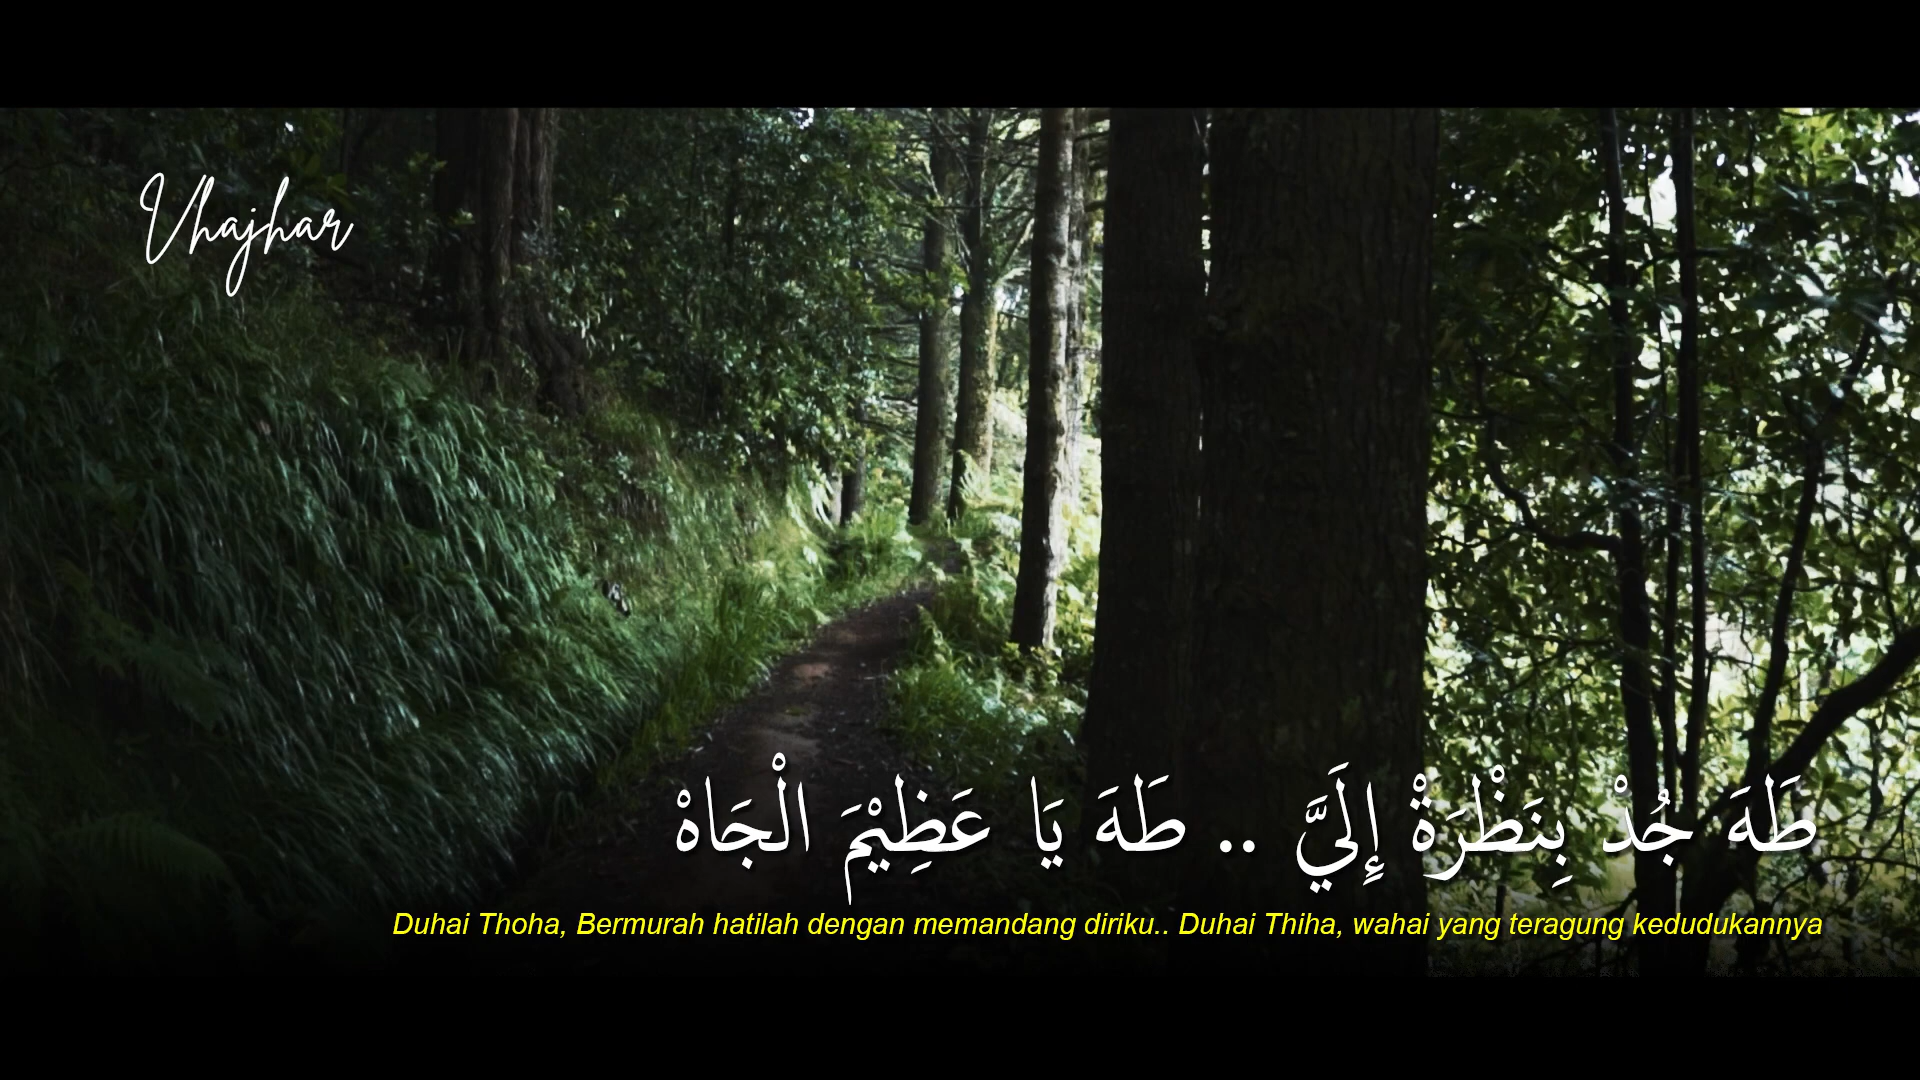 Vhajhar
طَهَ جُدْ بِنَظْرَةْ إِلَيَّ .. طَهَ يَا عَظِيْمَ الْجَاهْ
Duhai Thoha, Bermurah hatilah dengan memandang diriku.. Duhai Thiha, wahai yang teragung kedudukannya